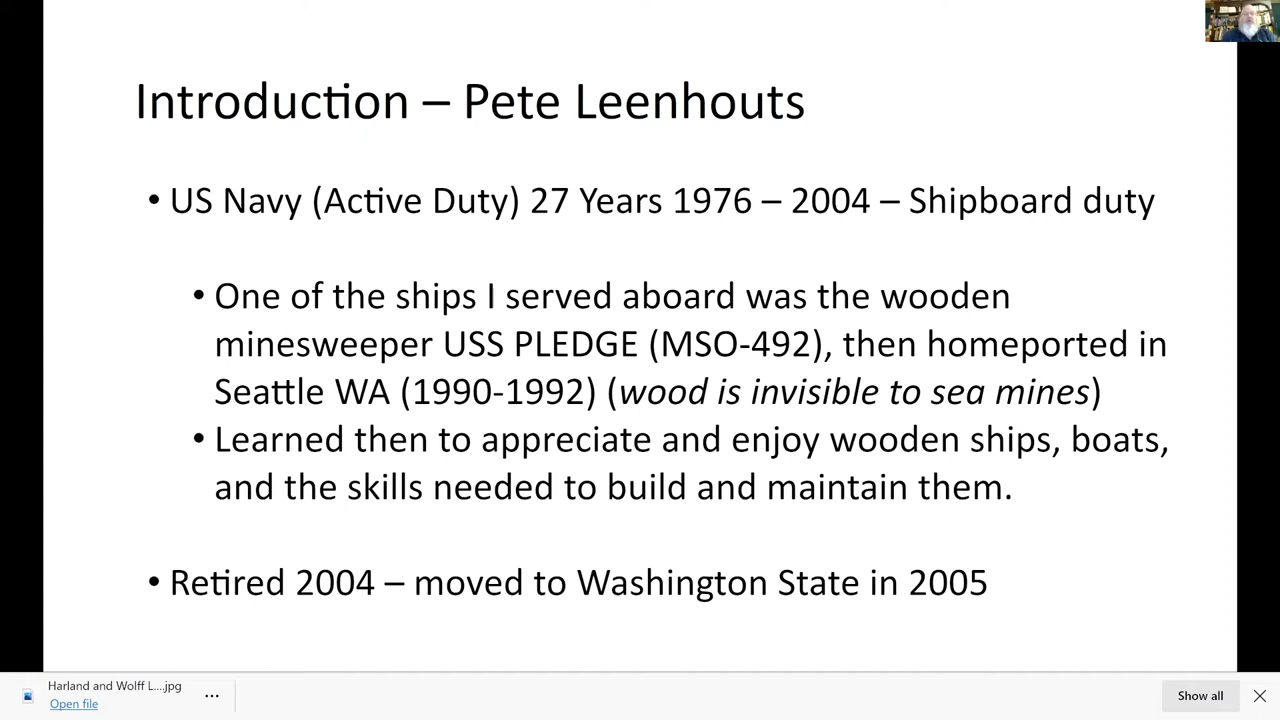 Introduction – Pete Leenhouts
• US Navy (Active Duty) 27 Years 1976 – 2004 – Shipboard duty
• One of the ships I served aboard was the wooden
minesweeper USS PLEDGE (MSO-492), then homeported in
Seattle WA (1990-1992) (wood is invisible to sea mines)
• Learned then to appreciate and enjoy wooden ships, boats,
and the skills needed to build and maintain them.
• Retired 2004 – moved to Washington State in 2005
Harland and Wolff L....jpg
Open file
Show all